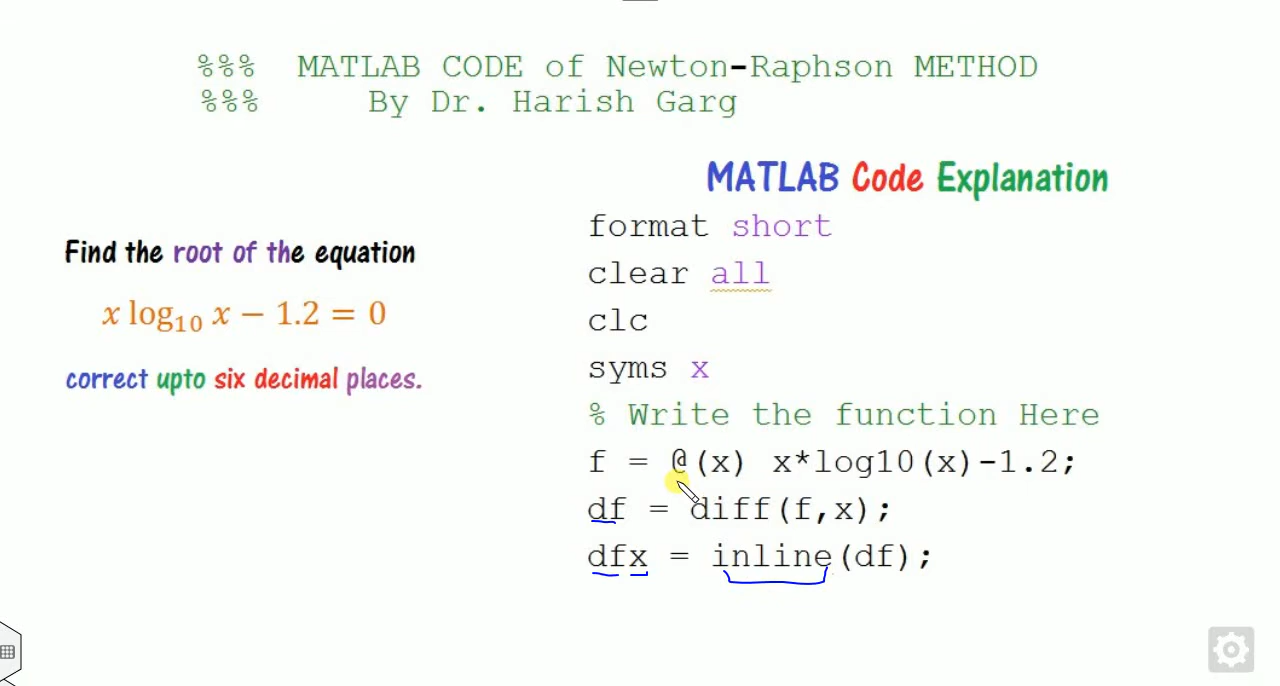 %%% MATLAB CODE of Newton-Raphson METHOD
%%% By Dr. Harish Garg
MATLAB Code Explanation
Find the root of the equation
x log₁₀ x − 1.2 = 0
correct upto six decimal places.
format short
clear all
clc
syms x
% Write the function Here
f = @(x) x*log10(x)-1.2;
df = diff(f,x);
dfx = inline(df);